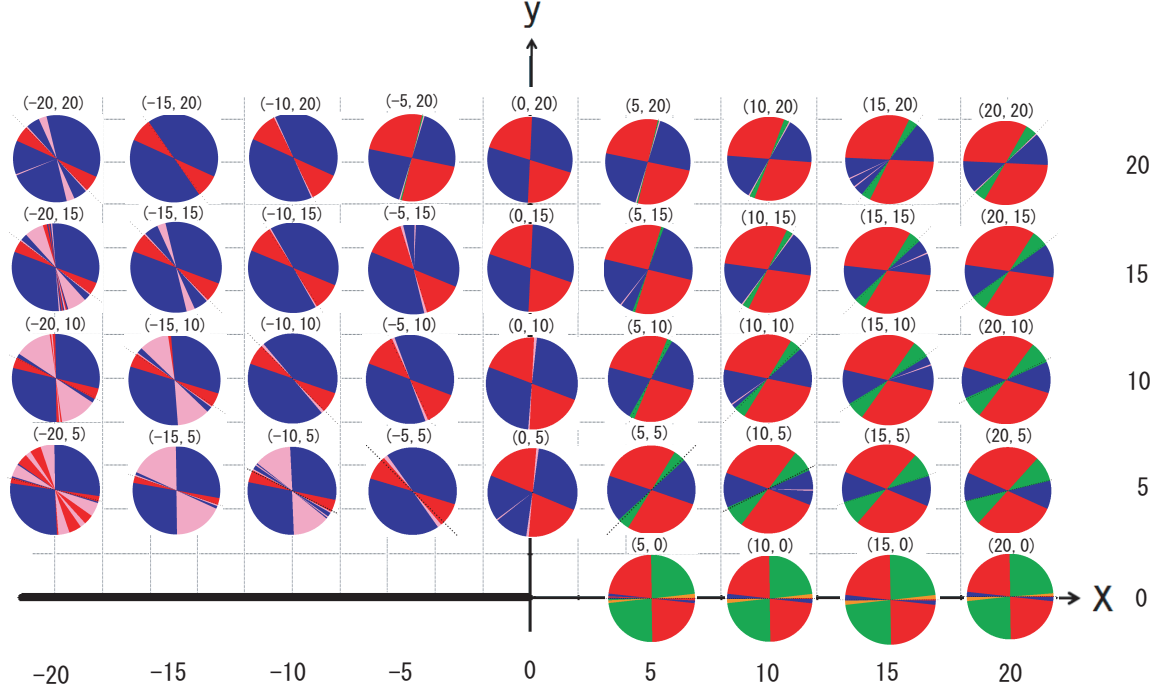 y
(−20, 20) (−15, 20) (−10, 20) (−5, 20) (0, 20) (5, 20) (10, 20) (15, 20) (20, 20)
20
(−20, 15) (−15, 15) (−10, 15) (−5, 15) (0, 15) (5, 15) (10, 15) (15, 15) (20, 15)
15
(−20, 10) (−15, 10) (−10, 10) (−5, 10) (0, 10) (5, 10) (10, 10) (15, 10) (20, 10)
10
(−20, 5) (−15, 5) (−10, 5) (−5, 5) (0, 5) (5, 5) (10, 5) (15, 5) (20, 5)
5
(5, 0) (10, 0) (15, 0) (20, 0)
X 0
−20 −15 −10 −5 0 5 10 15 20